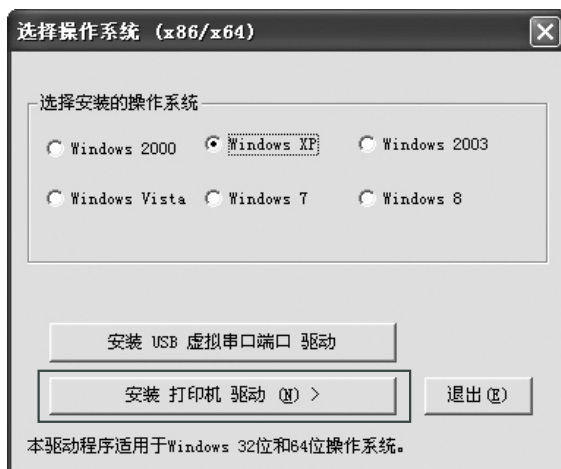 选择操作系统 (x86/x64)
选择安装的操作系统
Windows 2000 Windows XP Windows 2003
Windows Vista Windows 7 Windows 8
安装 USB 虚拟串口端口 驱动
安装 打印机 驱动 (N) > 退出(E)
本驱动程序适用于Windows 32位和64位操作系统。